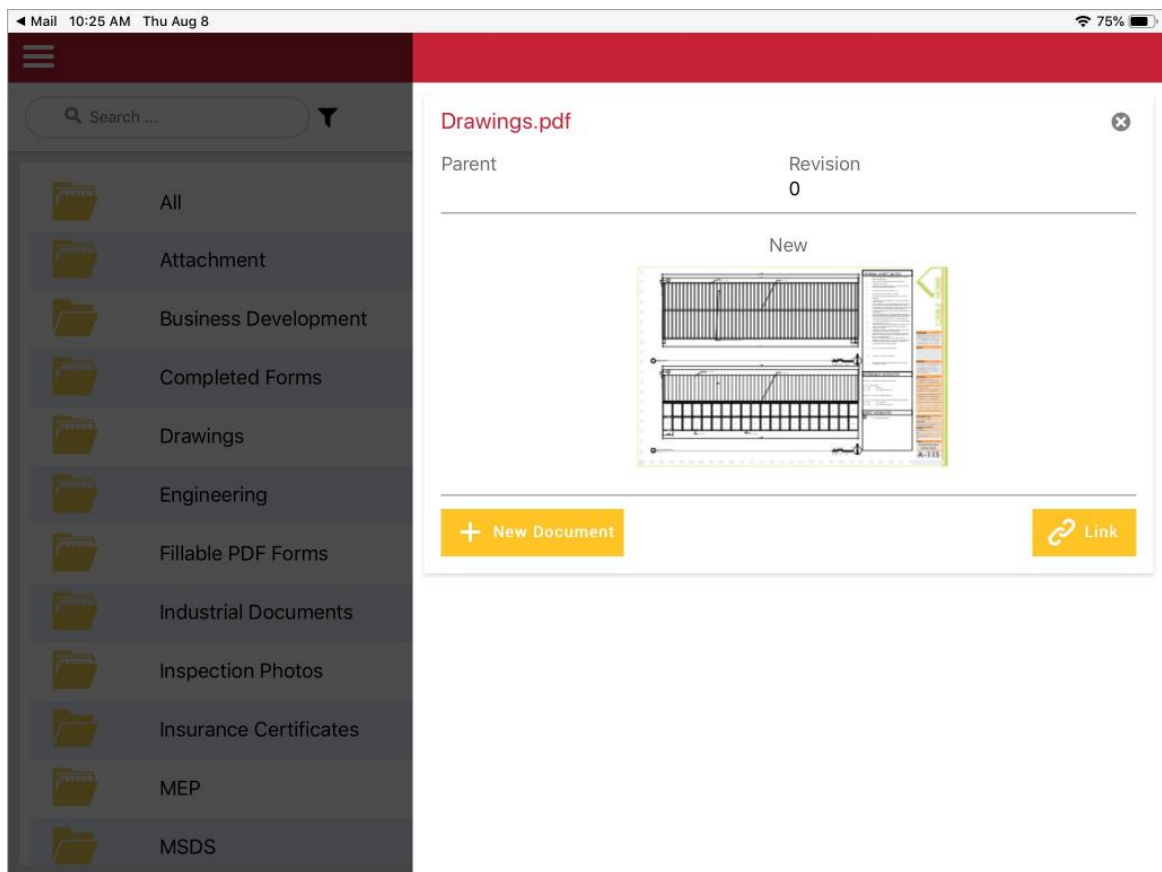 Mail 10:25 AM Thu Aug 8
75%
Search ...
All
Attachment
Business Development
Completed Forms
Drawings
Engineering
Fillable PDF Forms
Industrial Documents
Inspection Photos
Insurance Certificates
MEP
MSDS
Drawings.pdf
Parent
Revision
0
New
A-115
New Document
Link